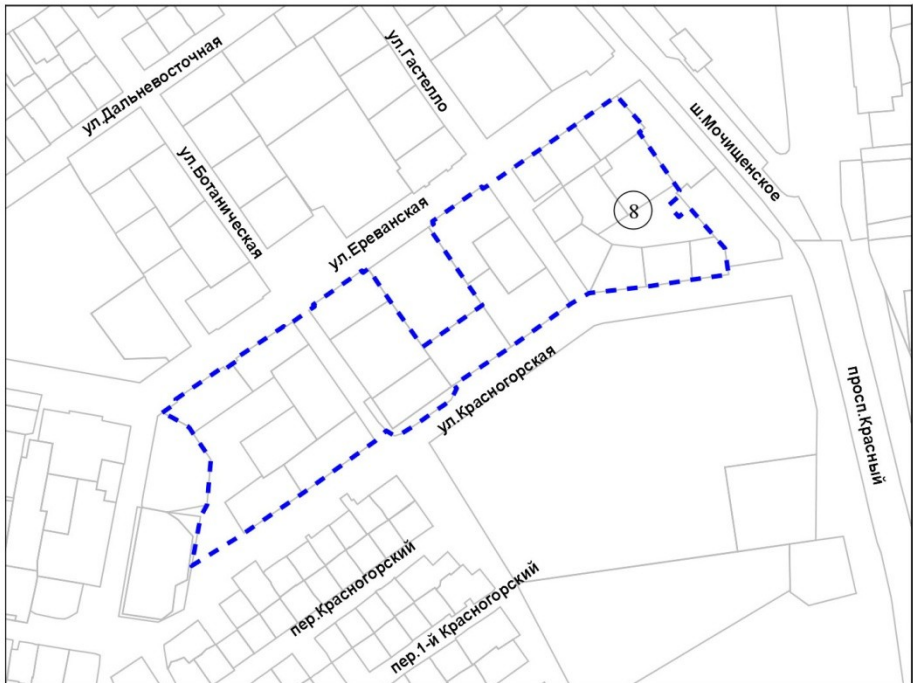 ул.Дальневосточная
ул.Гастелло
ул.Ботаническая
ш.Мочищенское
8
ул.Ереванская
ул.Красногорская
просп.Красный
пер.Красногорский
пер.1-й Красногорский